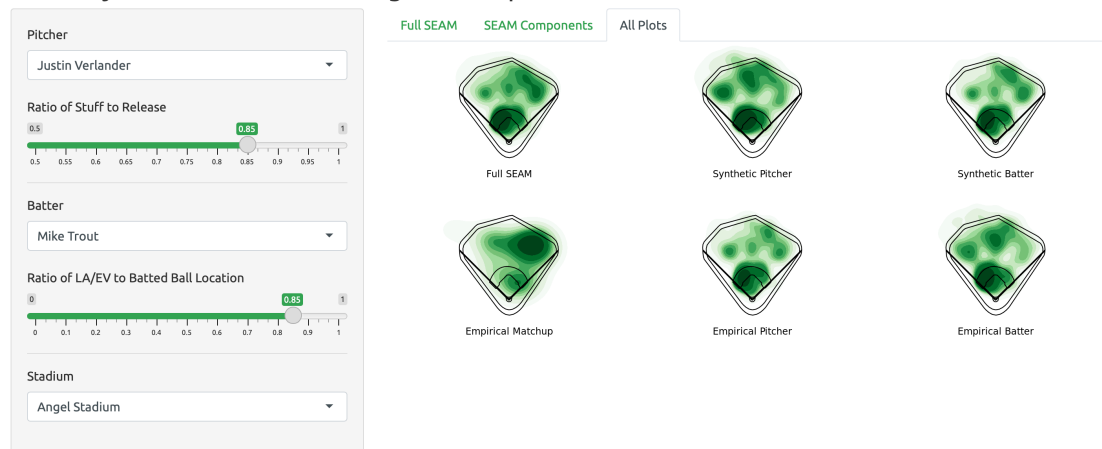 Pitcher
Justin Verlander
Ratio of Stuff to Release
0.5 0.85 1
0.5 0.55 0.6 0.65 0.7 0.75 0.8 0.85 0.9 0.95 1
Batter
Mike Trout
Ratio of LA/EV to Batted Ball Location
0 0.85 1
0 0.1 0.2 0.3 0.4 0.5 0.6 0.7 0.8 0.9 1
Stadium
Angel Stadium
Full SEAM SEAM Components All Plots
Full SEAM Synthetic Pitcher Synthetic Batter
Empirical Matchup Empirical Pitcher Empirical Batter